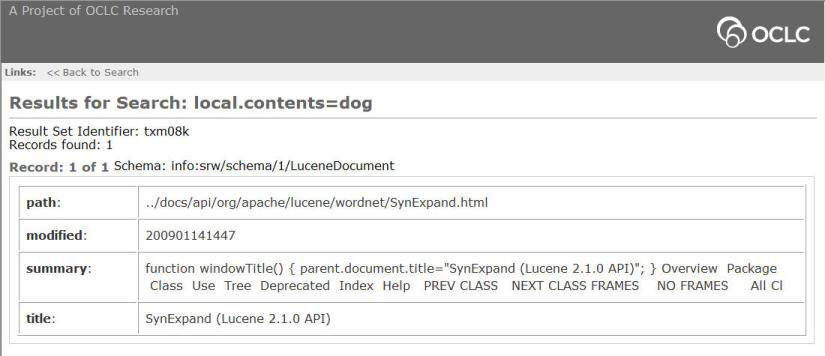 A Project of OCLC Research
OCLC
Links: << Back to Search
Results for Search: local.contents=dog
Result Set Identifier: txm08k
Records found: 1
Record: 1 of 1 Schema: info:srw/schema/1/LuceneDocument
path: ../docs/api/org/apache/lucene/wordnet/SynExpand.html
modified: 200901141447
summary: function windowTitle() { parent.document.title="SynExpand (Lucene 2.1.0 API)"; } Overview Package
Class Use Tree Deprecated Index Help PREV CLASS NEXT CLASS FRAMES NO FRAMES All Cl
title: SynExpand (Lucene 2.1.0 API)